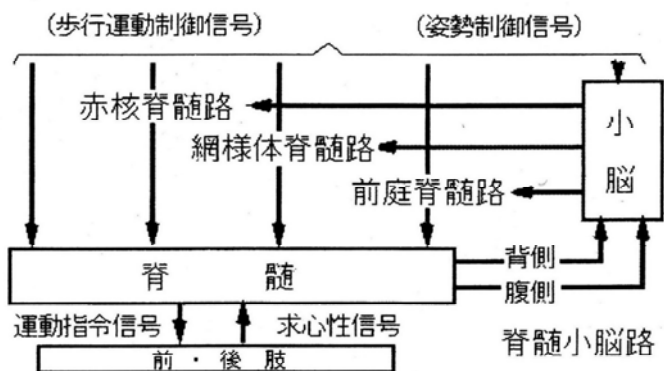 (歩行運動制御信号)
(姿勢制御信号)
赤核脊髄路
小脳
網様体脊髄路
前庭脊髄路
脊髄
背側
腹側
運動指令信号
求心性信号
脊髄小脳路
前・後肢